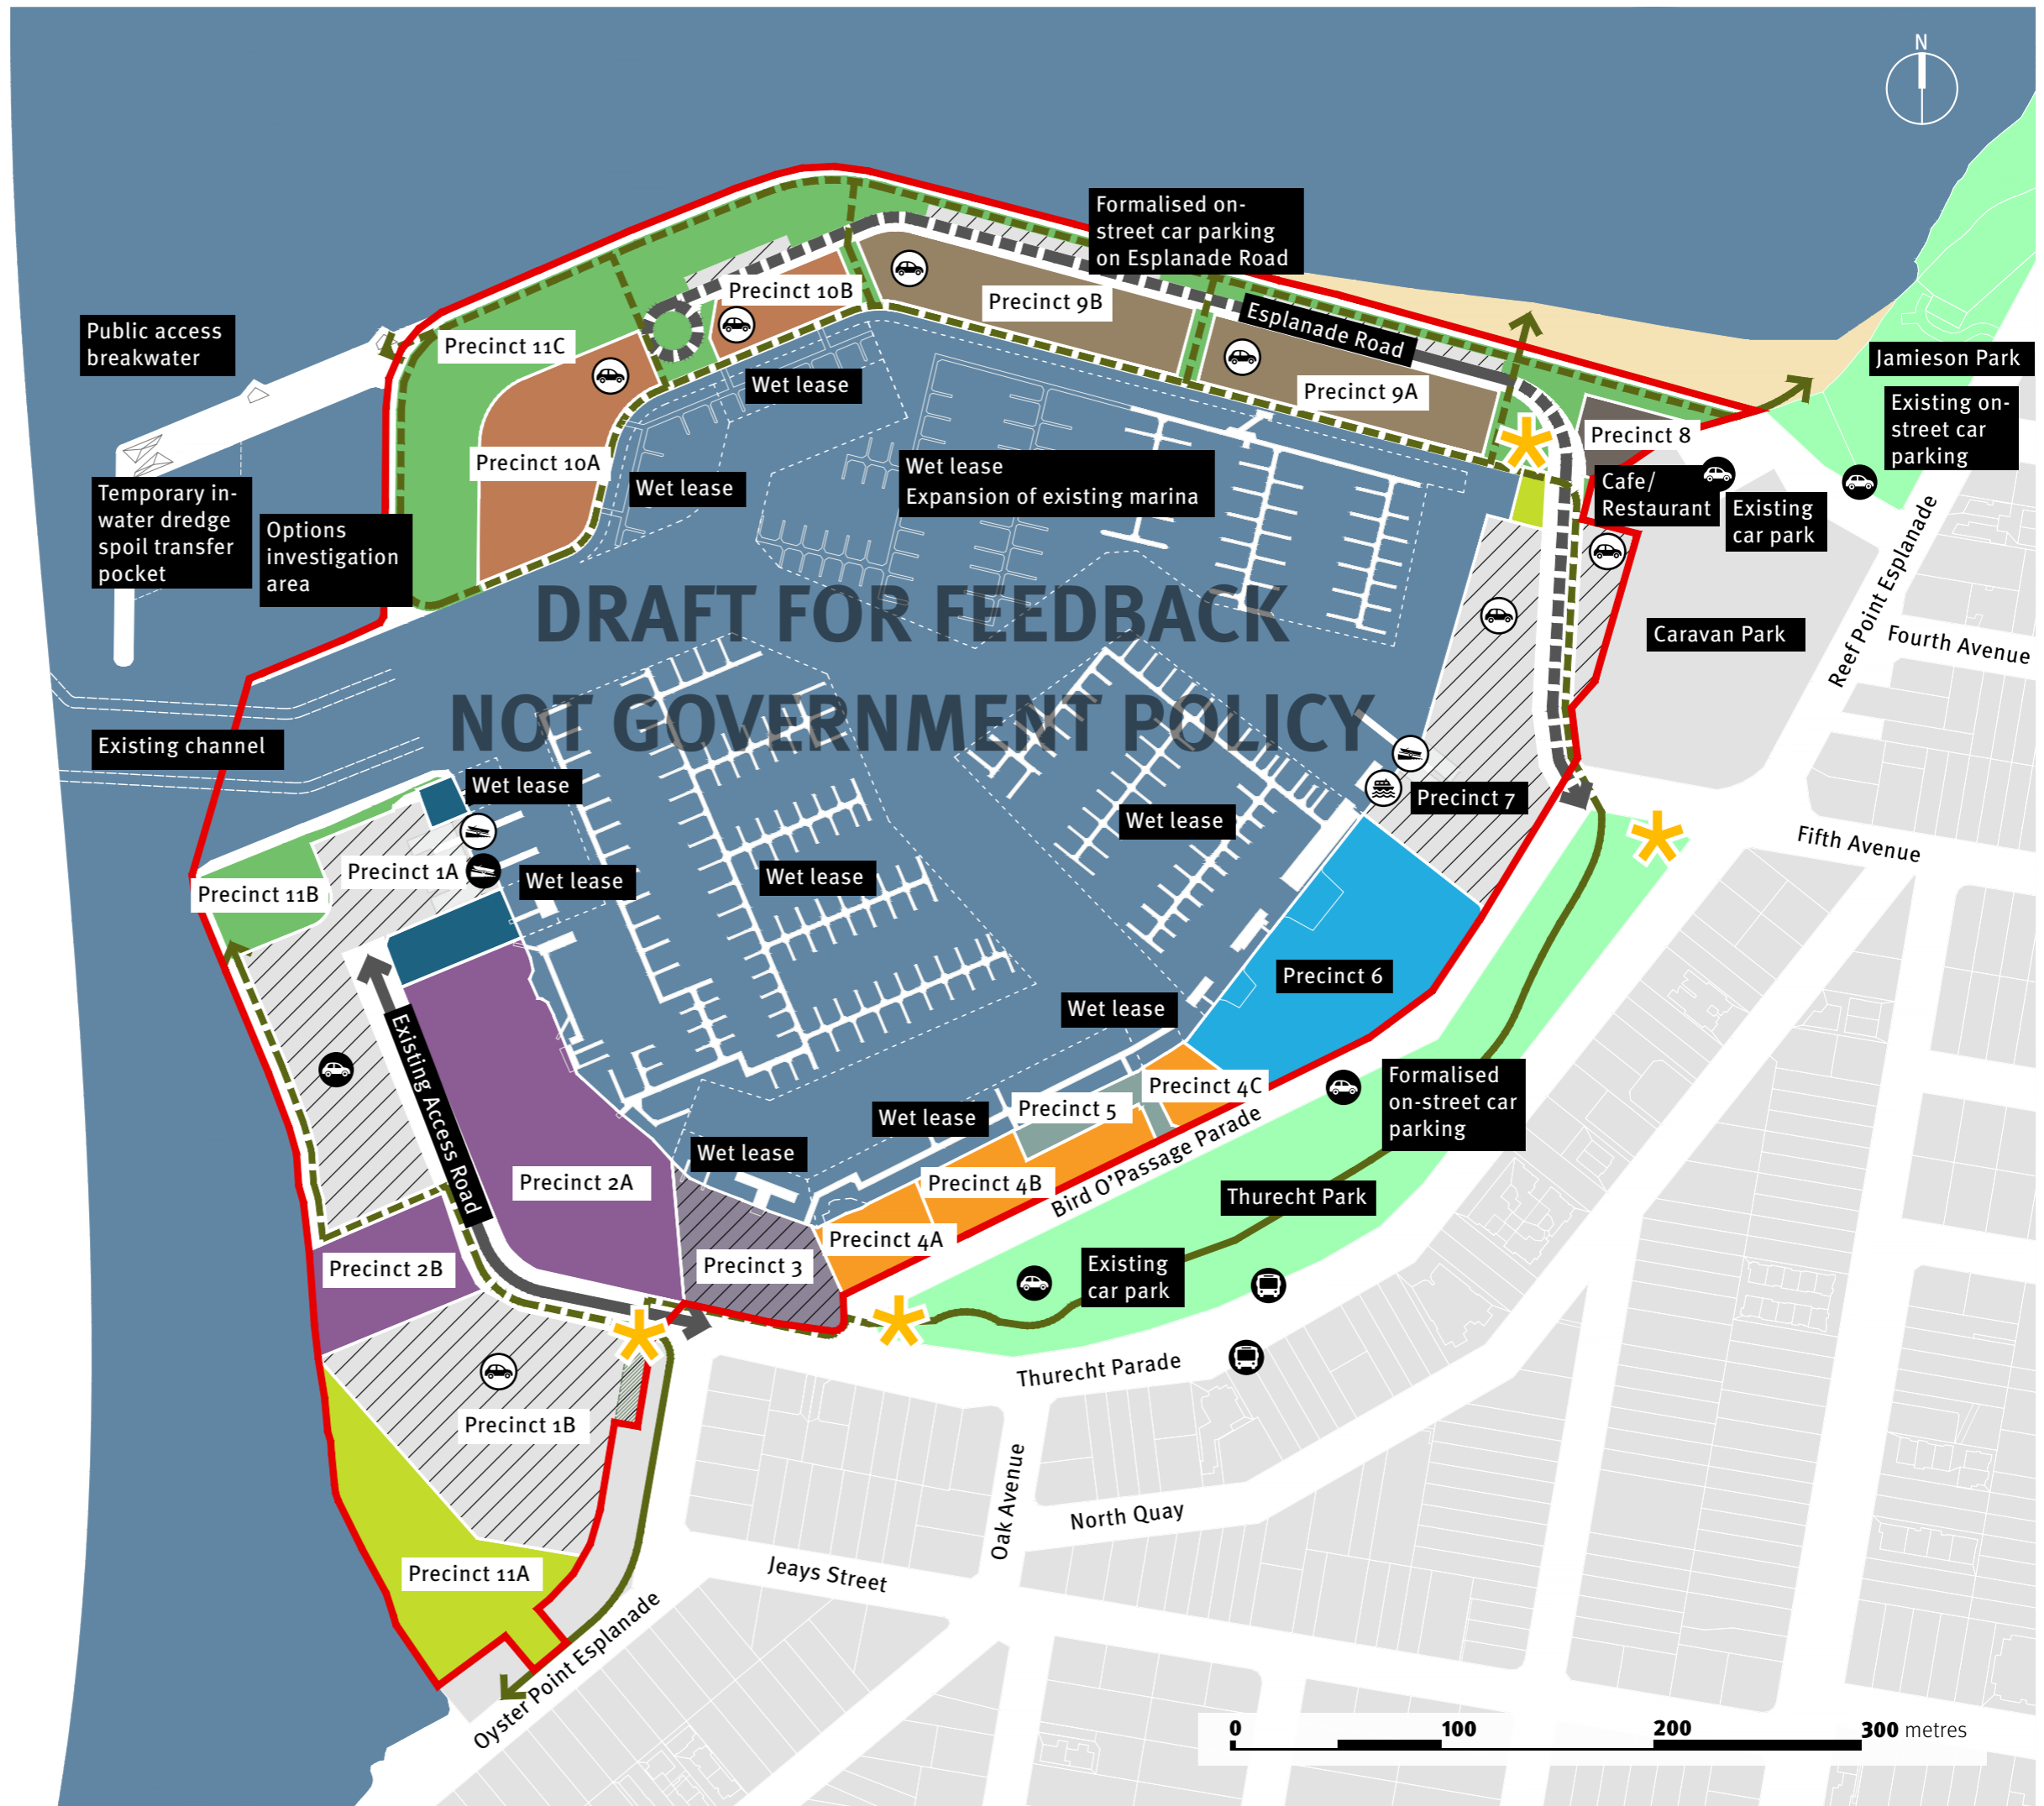 N
Formalised on-
street car parking
on Esplanade Road
Precinct 10B
Precinct 9B
Esplanade Road
Public access
breakwater
Precinct 11C
Jamieson Park
Wet lease
Precinct 9A
Existing on-
street car
parking
Precinct 8
Precinct 10A
Wet lease
Wet lease
Expansion of existing marina
Cafe/
Restaurant
Existing
car park
Temporary in-
water dredge
spoil transfer
pocket
Options
investigation
area
DRAFT FOR FEEDBACK
NOT GOVERNMENT POLICY
Caravan Park
Reef Point Esplanade
Fourth Avenue
Existing channel
Wet lease
Precinct 7
Wet lease
Fifth Avenue
Precinct 1A
Wet lease
Wet lease
Precinct 11B
Precinct 6
Wet lease
Existing Access Road
Formalised
on-street car
parking
Precinct 4C
Precinct 5
Wet lease
Wet lease
Bird O'Passage Parade
Precinct 2A
Precinct 4B
Thurecht Park
Precinct 4A
Precinct 3
Precinct 2B
Existing
car park
Thurecht Parade
Precinct 1B
Oak Avenue
North Quay
Precinct 11A
Jeays Street
Oyster Point Esplanade
0 100 200 300 metres